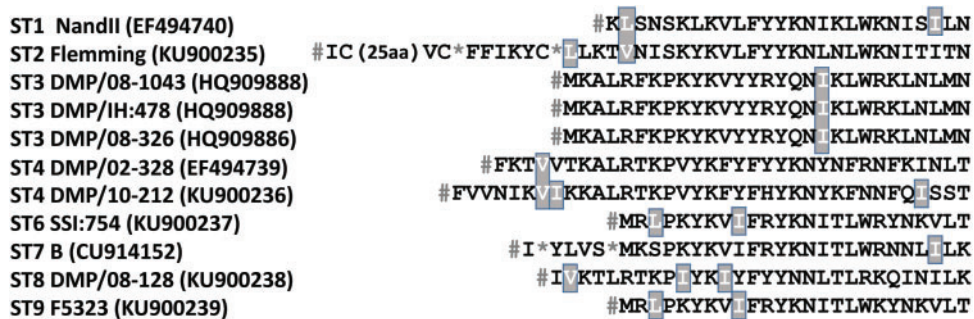 ST1 NandII (EF494740) #KLSNSKLKVLFYYKNIKLWKNISILN
ST2 Flemming (KU900235) #IC (25aa) VC*FFIKYC*LLKTVNISKYKVLFYYNLNLWKNITITN
ST3 DMP/08-1043 (HQ909888) #MKALRFKPKYKVYYRYQNIKLWRKLNLMN
ST3 DMP/IH:478 (HQ909888) #MKALRFKPKYKVYYRYQNIKLWRKLNLMN
ST3 DMP/08-326 (HQ909886) #MKALRFKPKYKVYYRYQNIKLWRKLNLMN
ST4 DMP/02-328 (EF494739) #FKTVVTKALRTKPVYKFYFYYKNYNFRNFKINLT
ST4 DMP/10-212 (KU900236) #FVVNIKVIKKALRTKPVYKFYFHYKNYKFNNFQISST
ST6 SSI:754 (KU900237) #MRLPKYKVIFRYKNITLWRYNKVLT
ST7 B (CU914152) #I*YLVS*MKSPKYKVIFRYKNITLWRNNLILK
ST8 DMP/08-128 (KU900238) #IVKTLRTKPIYKIYFYYNNLTLRKQINILK
ST9 F5323 (KU900239) #MRLPKYKVIFRYKNITLWKYNKVLT